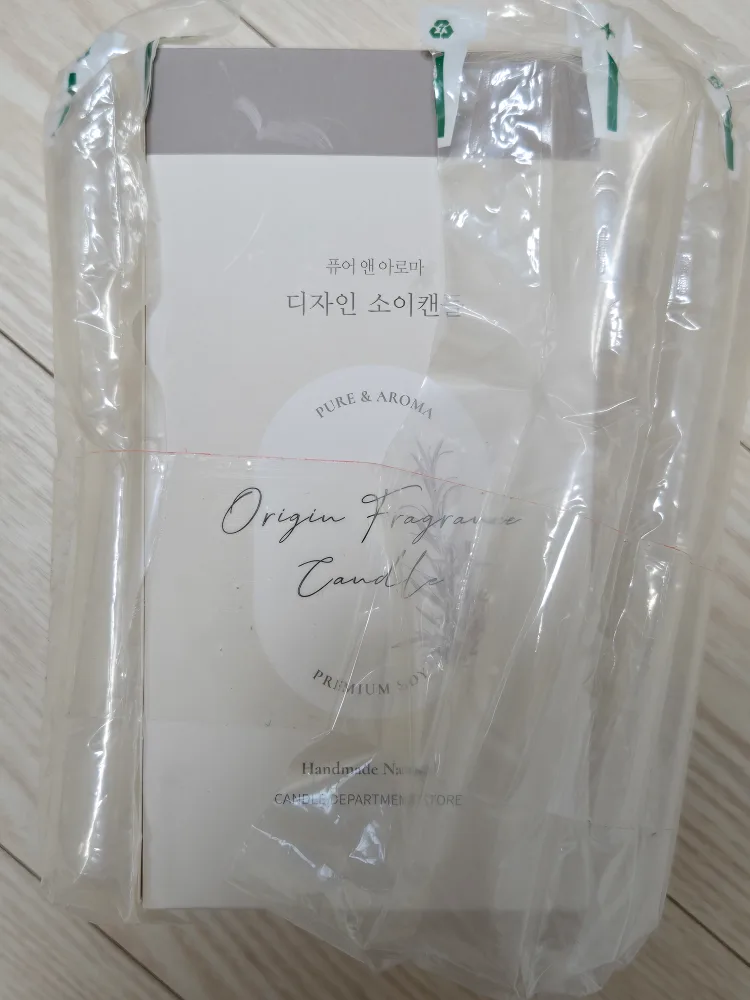 퓨어 앤 아로마
디자인 소이캔들
PURE & AROMA
Origin Fragrance
Candle
PREMIUM SOY
Handmade
CANDLE DEPARTMENT STORE